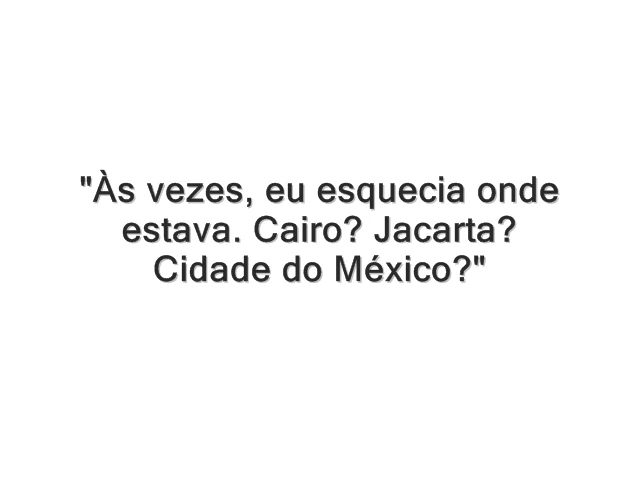 "Às vezes, eu esquecia onde
estava. Cairo? Jacarta?
Cidade do México?"